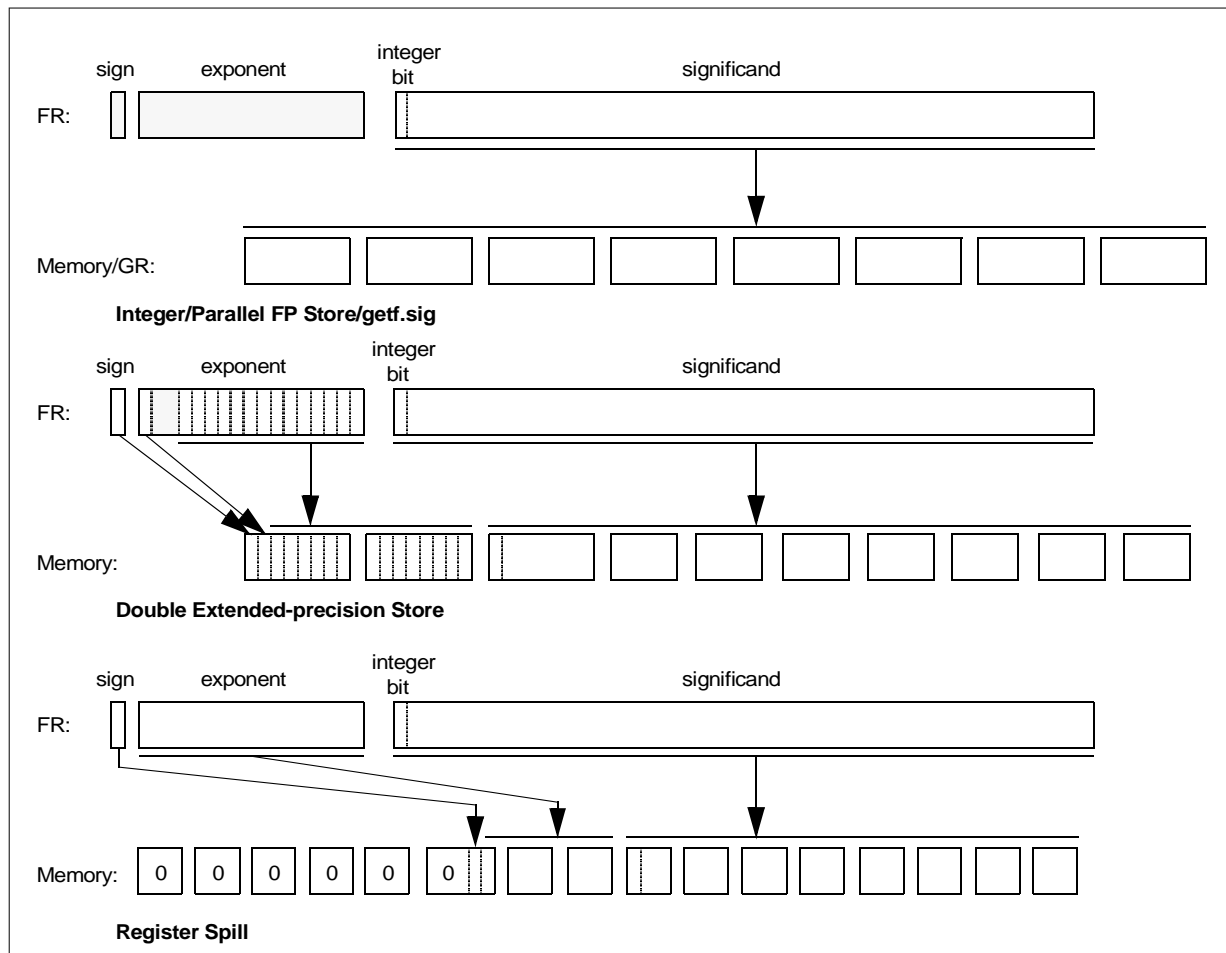 integer
sign exponent bit significand
FR:
Memory/GR:
Integer/Parallel FP Store/getf.sig
integer
sign exponent bit significand
FR:
Memory:
Double Extended-precision Store
integer
sign exponent bit significand
FR:
Memory: 0 0 0 0 0 0
Register Spill